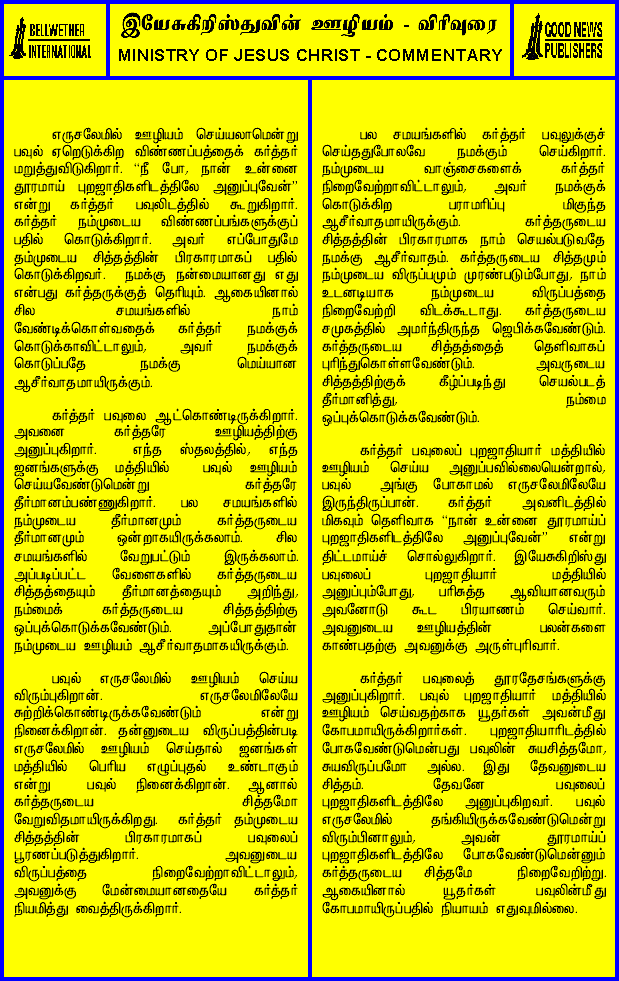 BELLWETHER
INTERNATIONAL
இயேசுகிறிஸ்துவின் ஊழியம் - விரிவுரை
MINISTRY OF JESUS CHRIST - COMMENTARY
GOOD NEWS
PUBLISHERS
எருசலேமில் ஊழியம் செய்யலாமென்று
பவுல் ஏறெடுக்கிற விண்ணப்பத்தைக் கர்த்தர்
மறுத்துவிடுகிறார். “நீ போ, நான் உன்னை
தூரமாய் புறஜாதிகளிடத்திலே அனுப்புவேன்”
என்று கர்த்தர் பவுலிடத்தில் கூறுகிறார்.
கர்த்தர் நம்முடைய விண்ணப்பங்களுக்குப்
பதில் கொடுக்கிறார். அவர் எப்போதுமே
தம்முடைய சித்தத்தின் பிரகாரமாகப் பதில்
கொடுக்கிறவர். நமக்கு நன்மையானது எது
என்பது கர்த்தருக்குத் தெரியும். ஆகையினால்
சில சமயங்களில் நாம்
வேண்டிக்கொள்வதைக் கர்த்தர் நமக்குக்
கொடுக்காவிட்டாலும், அவர் நமக்குக்
கொடுப்பதே நமக்கு மெய்யான
ஆசீர்வாதமாயிருக்கும்.
கர்த்தர் பவுலை ஆட்கொண்டிருக்கிறார்.
அவனை கர்த்தரே ஊழியத்திற்கு
அனுப்புகிறார். எந்த ஸ்தலத்தில், எந்த
ஜனங்களுக்கு மத்தியில் பவுல் ஊழியம்
செய்யவேண்டுமென்று கர்த்தரே
தீர்மானம்பண்ணுகிறார். பல சமயங்களில்
நம்முடைய தீர்மானமும் கர்த்தருடைய
தீர்மானமும் ஒன்றாகயிருக்கலாம். சில
சமயங்களில் வேறுபட்டும் இருக்கலாம்.
அப்படிப்பட்ட வேளைகளில் கர்த்தருடைய
சித்தத்தையும் தீர்மானத்தையும் அறிந்து,
நம்மைக் கர்த்தருடைய சித்தத்திற்கு
ஒப்புக்கொடுக்கவேண்டும். அப்போதுதான்
நம்முடைய ஊழியம் ஆசீர்வாதமாகயிருக்கும்.
பவுல் எருசலேமில் ஊழியம் செய்ய
விரும்புகிறான். எருசலேமிலேயே
சுற்றிக்கொண்டிருக்கவேண்டும் என்று
நினைக்கிறான். தன்னுடைய விருப்பத்தின்படி
எருசலேமில் ஊழியம் செய்தால் ஜனங்கள்
மத்தியில் பெரிய எழுப்புதல் உண்டாகும்
என்று பவுல் நினைக்கிறான். ஆனால்
கர்த்தருடைய சித்தமோ
வேறுவிதமாயிருக்கிறது. கர்த்தர் தம்முடைய
சித்தத்தின் பிரகாரமாகப் பவுலைப்
பூரணப்படுத்துகிறார். அவனுடைய
விருப்பத்தை நிறைவேற்றாவிட்டாலும்,
அவனுக்கு மேன்மையானதையே கர்த்தர்
நியமித்து வைத்திருக்கிறார்.
பல சமயங்களில் கர்த்தர் பவுலுக்குச்
செய்ததுபோலவே நமக்கும் செய்கிறார்.
நம்முடைய வாஞ்சைகளைக் கர்த்தர்
நிறைவேற்றாவிட்டாலும், அவர் நமக்குக்
கொடுக்கிற பராமரிப்பு மிகுந்த
ஆசீர்வாதமாயிருக்கும். கர்த்தருடைய
சித்தத்தின் பிரகாரமாக நாம் செயல்படுவதே
நமக்கு ஆசீர்வாதம். கர்த்தருடைய சித்தமும்
நம்முடைய விருப்பமும் முரண்படும்போது, நாம்
உடனடியாக நம்முடைய விருப்பத்தை
நிறைவேற்றி விடக்கூடாது. கர்த்தருடைய
சமுகத்தில் அமர்ந்திருந்த ஜெபிக்கவேண்டும்.
கர்த்தருடைய சித்தத்தைத் தெளிவாகப்
புரிந்துகொள்ளவேண்டும். அவருடைய
சித்தத்திற்குக் கீழ்ப்படிந்து செயல்படத்
தீர்மானித்து, நம்மை
ஒப்புக்கொடுக்கவேண்டும்.
கர்த்தர் பவுலைப் புறஜாதியார் மத்தியில்
ஊழியம் செய்ய அனுப்பவில்லையென்றால்,
பவுல் அங்கு போகாமல் எருசலேமிலேயே
இருந்திருப்பான். கர்த்தர் அவனிடத்தில்
மிகவும் தெளிவாக “நான் உன்னை தூரமாய்ப்
புறஜாதிகளிடத்திலே அனுப்புவேன்” என்று
திட்டமாய்ச் சொல்லுகிறார். இயேசுகிறிஸ்து
பவுலைப் புறஜாதியார் மத்தியில்
அனுப்பும்போது, பரிசுத்த ஆவியானவரும்
அவனோடு கூட பிரயாணம் செய்வார்.
அவனுடைய ஊழியத்தின் பலன்களை
காண்பதற்கு அவனுக்கு அருள்புரிவார்.
கர்த்தர் பவுலைத் தூரதேசங்களுக்கு
அனுப்புகிறார். பவுல் புறஜாதியார் மத்தியில்
ஊழியம் செய்வதற்காக யூதர்கள் அவன்மீது
கோபமாயிருக்கிறார்கள். புறஜாதியாரிடத்தில்
போகவேண்டுமென்பது பவுலின் சுயசித்தமோ,
சுயவிருப்பமோ அல்ல. இது தேவனுடைய
சித்தம். தேவனே பவுலைப்
புறஜாதிகளிடத்திலே அனுப்புகிறவர். பவுல்
எருசலேமில் தங்கியிருக்கவேண்டுமென்று
விரும்பினாலும், அவன் தூரமாய்ப்
புறஜாதிகளிடத்திலே போகவேண்டுமென்னும்
கர்த்தருடைய சித்தமே நிறைவேறிற்று.
ஆகையினால் யூதர்கள் பவுலின்மீது
கோபமாயிருப்பதில் நியாயம் எதுவுமில்லை.